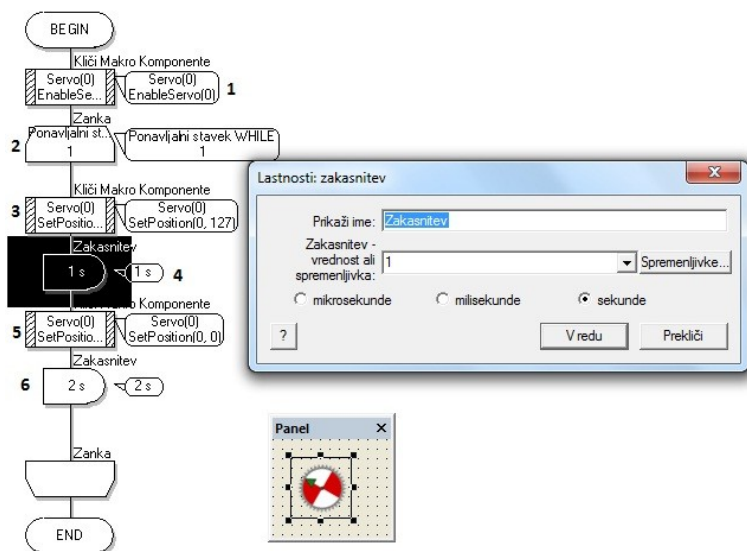 BEGIN
Kliči Makro Komponente
Servo(0)
EnableSe...
Servo(0)
EnableServo(0)
1
Zanka
2
Ponavljalni st...
1
Ponavljalni stavek WHILE
1
Kliči Makro Komponente
3
Servo(0)
SetPositio...
Servo(0)
SetPosition(0, 127)
Zakasnitev
1 s
1 s
4
Kliči Makro Komponente
5
Servo(0)
SetPositio...
Servo(0)
SetPosition(0, 0)
Zakasnitev
6
2 s
2 s
Zanka
END
Lastnosti: zakasnitev
Prikaži ime:
Zakasnitev
Zakasnitev -
vrednost ali
spremenljivka:
1
Spremenljivke...
mikrosekunde
milisekunde
sekunde
?
V redu
Prekliči
Panel